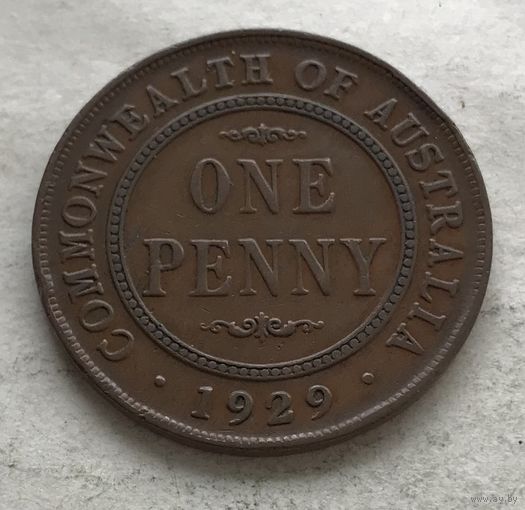 COMMONWEALTH OF AUSTRALIA
ONE
PENNY
· 1929 ·
www.ay.by